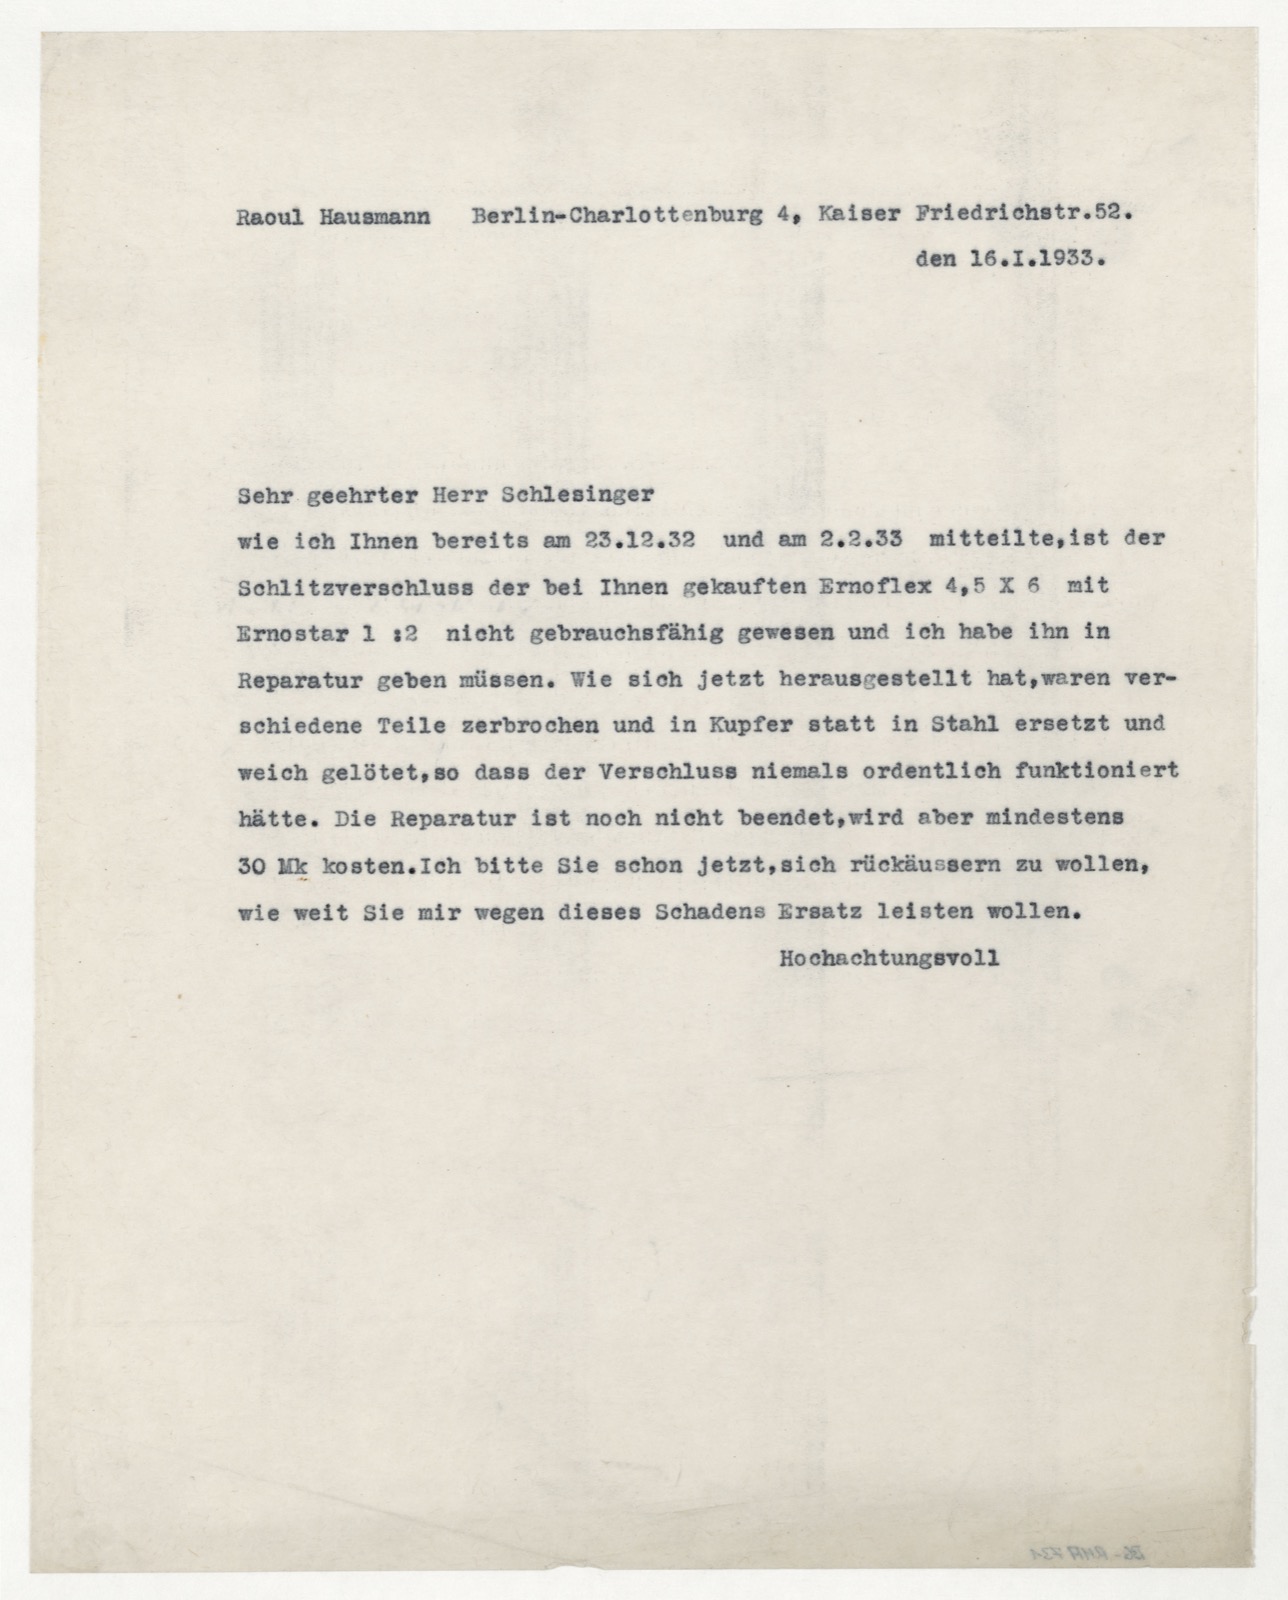 Raoul Hausmann   Berlin-Charlottenburg 4, Kaiser Friedrichstr.52.
den 16.I.1933.
Sehr geehrter Herr Schlesinger
wie ich Ihnen bereits am 23.12.32  und am 2.2.33  mitteilte,ist der
Schlitzverschluss der bei Ihnen gekauften Ernoflex 4,5 X 6  mit
Ernostar 1 :2  nicht gebrauchsfähig gewesen und ich habe ihn in
Reparatur geben müssen. Wie sich jetzt herausgestellt hat,waren ver-
schiedene Teile zerbrochen und in Kupfer statt in Stahl ersetzt und
weich gelötet,so dass der Verschluss niemals ordentlich funktioniert
hätte. Die Reparatur ist noch nicht beendet,wird aber mindestens
30 Mk kosten.Ich bitte Sie schon jetzt,sich rückäussern zu wollen,
wie weit Sie mir wegen dieses Schadens Ersatz leisten wollen.
Hochachtungsvoll